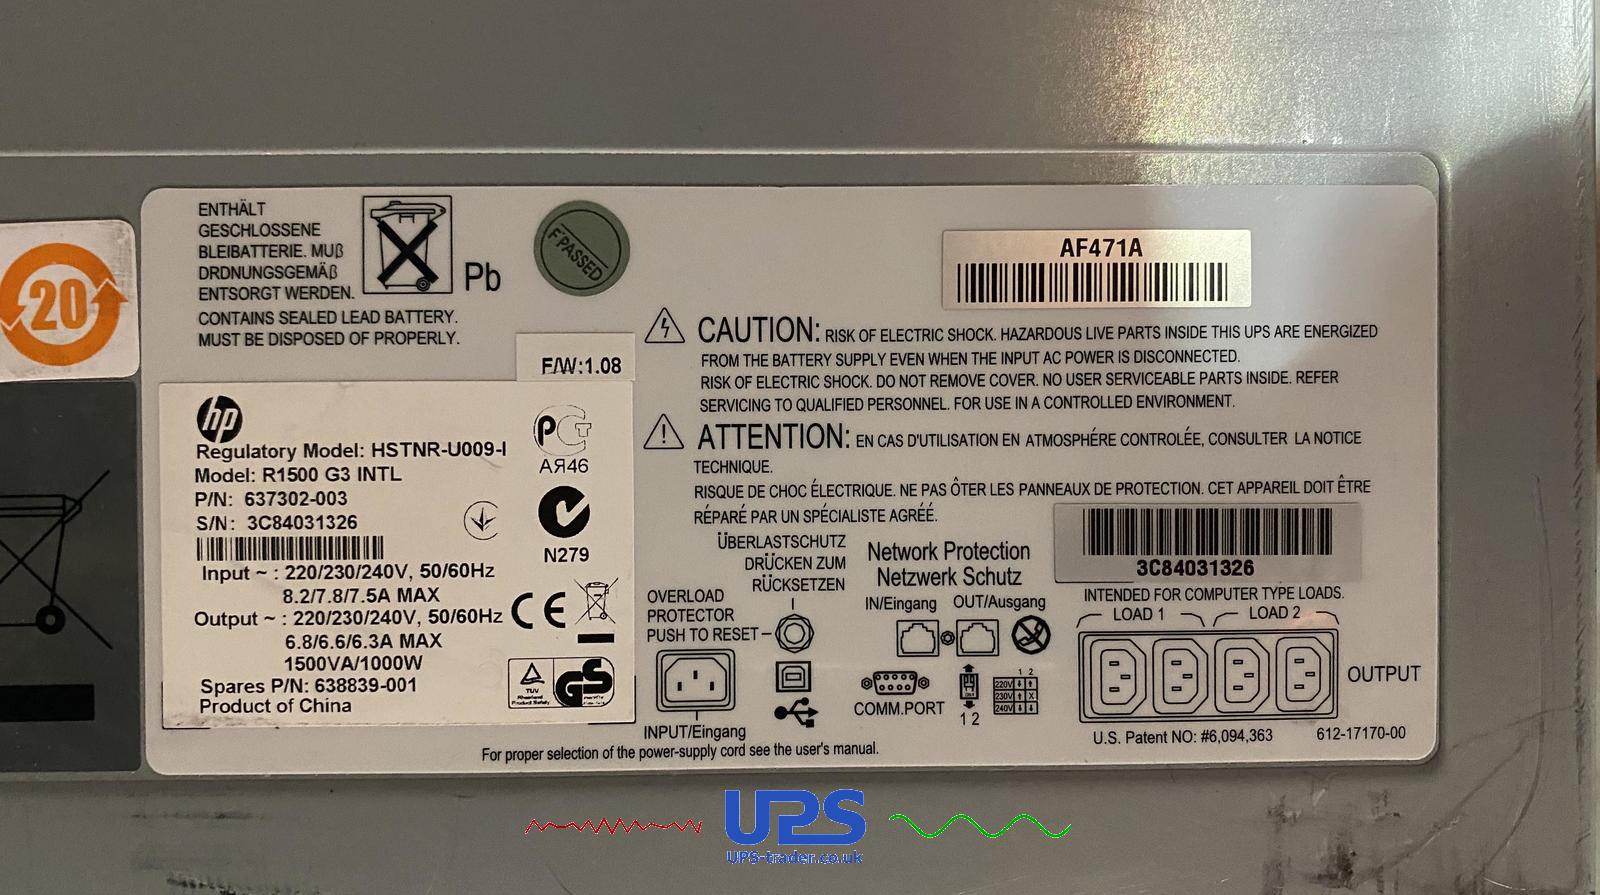 20
ENTHÄLT
GESCHLOSSENE
BLEIBATTERIE. MUß
DRDNUNGSGEMÄß
ENTSORGT WERDEN.
CONTAINS SEALED LEAD BATTERY.
MUST BE DISPOSED OF PROPERLY.
Pb
F PASSED
AF471A
CAUTION: RISK OF ELECTRIC SHOCK. HAZARDOUS LIVE PARTS INSIDE THIS UPS ARE ENERGIZED
FROM THE BATTERY SUPPLY EVEN WHEN THE INPUT AC POWER IS DISCONNECTED.
RISK OF ELECTRIC SHOCK. DO NOT REMOVE COVER. NO USER SERVICEABLE PARTS INSIDE. REFER
SERVICING TO QUALIFIED PERSONNEL. FOR USE IN A CONTROLLED ENVIRONMENT.
ATTENTION: EN CAS D'UTILISATION EN ATMOSPHÉRE CONTROLÉE, CONSULTER LA NOTICE
TECHNIQUE.
RISQUE DE CHOC ÉLECTRIQUE. NE PAS ÔTER LES PANNEAUX DE PROTECTION. CET APPAREIL DOIT ÊTRE
RÉPARÉ PAR UN SPÉCIALISTE AGRÉÉ.
F/W:1.08
hp
Regulatory Model: HSTNR-U009-I
Model: R1500 G3 INTL
P/N: 637302-003
S/N: 3C84031326
Input ~ : 220/230/240V, 50/60Hz
8.2/7.8/7.5A MAX
Output ~ : 220/230/240V, 50/60Hz
6.8/6.6/6.3A MAX
1500VA/1000W
Spares P/N: 638839-001
Product of China
АЯ46
N279
CE
TUV
Rheinland
Product Safety
GS
ÜBERLASTSCHUTZ
DRÜCKEN ZUM
RÜCKSETZEN
OVERLOAD
PROTECTOR
PUSH TO RESET
INPUT/Eingang
Network Protection
Netzwerk Schutz
IN/Eingang OUT/Ausgang
COMM.PORT
1 2
1 2
220V
230V X
240V
3C84031326
INTENDED FOR COMPUTER TYPE LOADS.
LOAD 1 LOAD 2
OUTPUT
U.S. Patent NO: #6,094,363 612-17170-00
For proper selection of the power-supply cord see the user's manual.
UPS
UPS-trader.co.uk